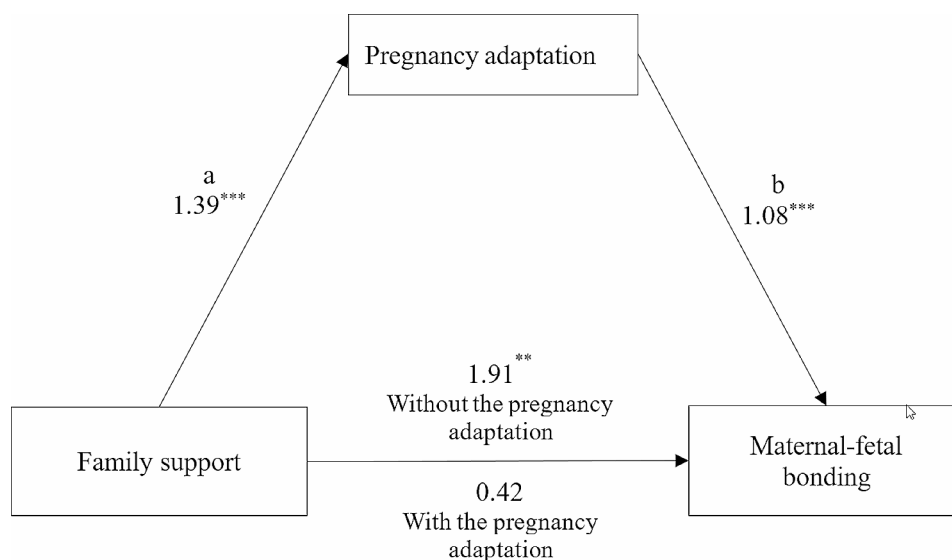 Pregnancy adaptation
a
1.39***
b
1.08***
1.91**
Without the pregnancy
adaptation
Family support
Maternal-fetal
bonding
0.42
With the pregnancy
adaptation